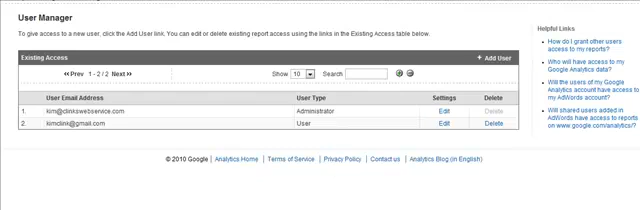 User Manager
To give access to a new user, click the Add User link. You can edit or delete existing report access using the links in the Existing Access table below.
Existing Access
+ Add User
Prev 1 - 2 / 2 Next
Show 10
Search
User Email Address User Type Settings Delete
1. kim@clinkswebservice.com Administrator Edit Delete
2. kimclink@gmail.com User Edit Delete
Helpful Links
How do I grant other users
access to my reports?
Who will have access to my
Google Analytics data?
Will the users of my Google
Analytics account have access to
my AdWords account?
Will shared users added in
AdWords have access to reports
on www.google.com/analytics/?
© 2010 Google | Analytics Home | Terms of Service | Privacy Policy | Contact us | Analytics Blog (in English)